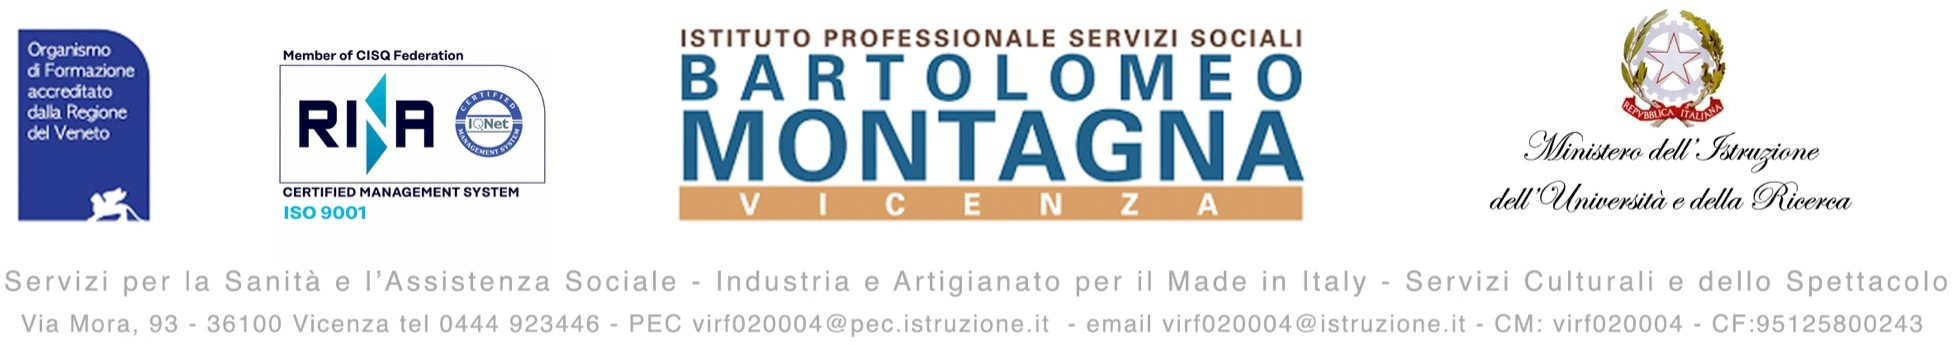 Organismo
di Formazione
accreditato
dalla Regione
del Veneto
Member of CISQ Federation
RINA
CERTIFIED
IQNet
MANAGEMENT SYSTEM
CERTIFIED MANAGEMENT SYSTEM
ISO 9001
ISTITUTO PROFESSIONALE SERVIZI SOCIALI
BARTOLOMEO
MONTAGNA
VICENZA
REPVBBLICA ITALIANA
Ministero dell'Istruzione
dell'Università e della Ricerca
Servizi per la Sanità e l'Assistenza Sociale - Industria e Artigianato per il Made in Italy - Servizi Culturali e dello Spettacolo
Via Mora, 93 - 36100 Vicenza tel 0444 923446 - PEC virf020004@pec.istruzione.it - email virf020004@istruzione.it - CM: virf020004 - CF:95125800243